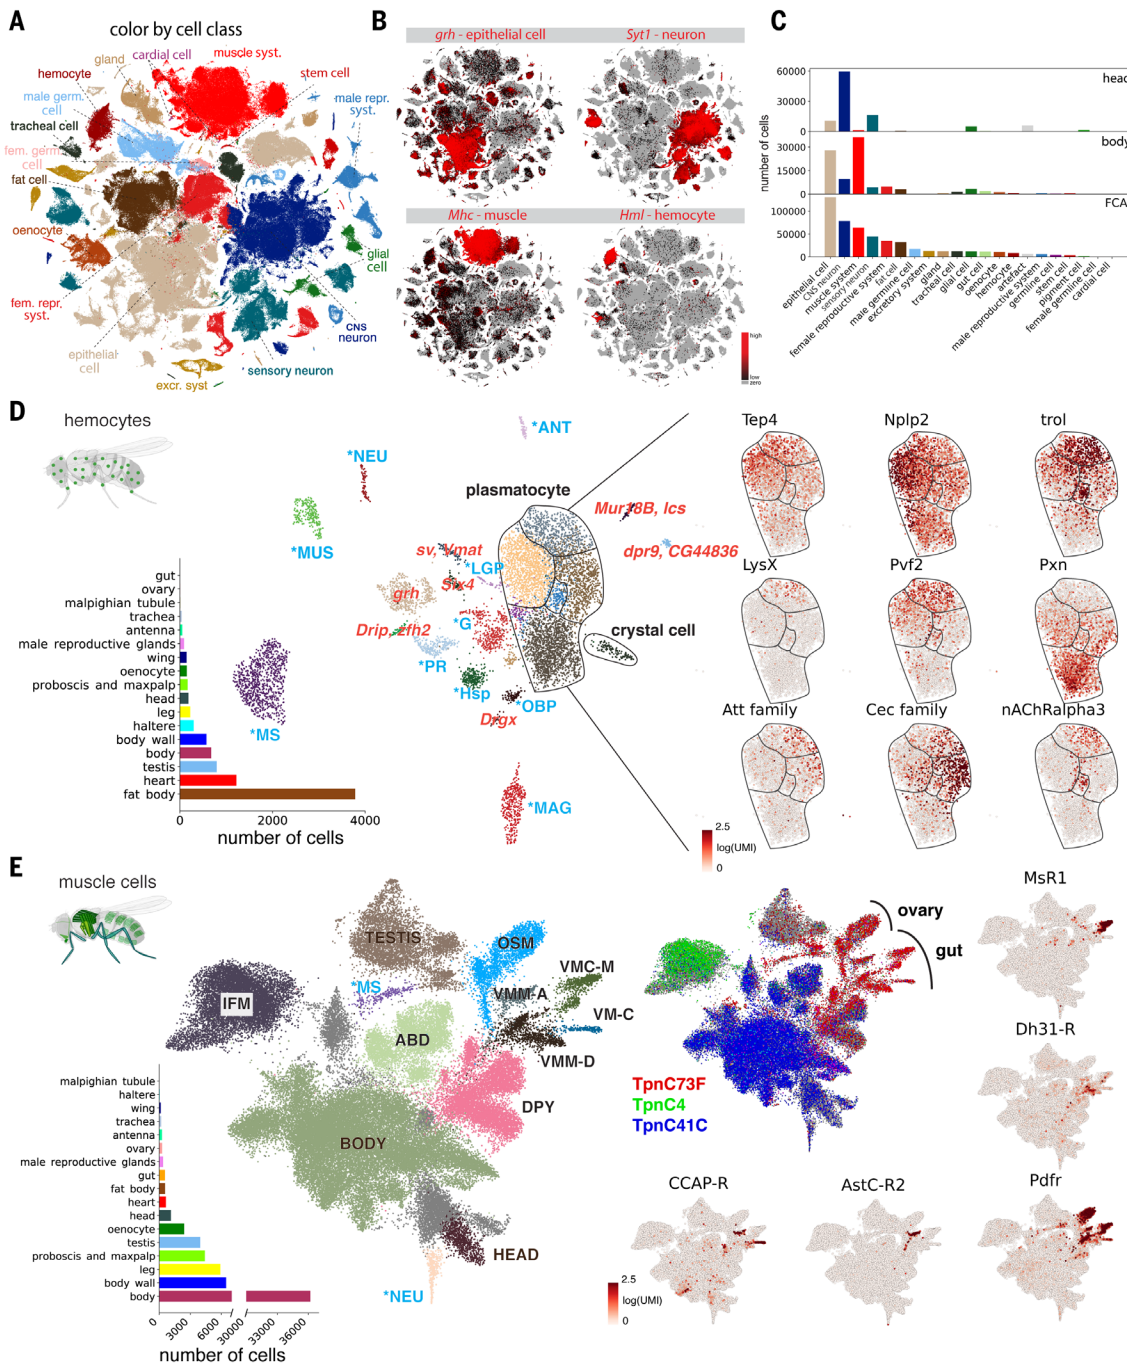 A
color by cell class
cardial cell
muscle syst.
gland
hemocyte
stem cell
male germ.
cell
male repr.
syst.
tracheal cell
fem. germ.
cell
fat cell
oenocyte
glial
cell
fem. repr.
syst.
CNS
neuron
epithelial
cell
sensory neuron
excr. syst
B
grh - epithelial cell
Syt1 - neuron
Mhc - muscle
Hml - hemocyte
high
low
zero
C
number of cells
60000
30000
0
head
30000
15000
0
body
100000
50000
0
FCA
epithelial cell
CNS neuron
muscle system
sensory neuron
female reproductive system
fat cell
male germline cell
excretory system
gland
tracheal cell
glial cell
gut cell
oenocyte
hemocyte
artefact
male reproductive system
germline cell
stem cell
pigment cell
female germline cell
cardial cell
D
hemocytes
*ANT
*NEU
plasmatocyte
Mur18B, Ics
*MUS
sv, Vmat
dpr9, CG44836
*LGP
Six4
grh
*G
Drip, zfh2
crystal cell
*PR
*Hsp
*OBP
Drgx
*MS
*MAG
gut
ovary
malpighian tubule
trachea
antenna
male reproductive glands
wing
oenocyte
proboscis and maxpalp
head
leg
haltere
body wall
body
testis
heart
fat body
0
2000
4000
number of cells
Tep4
Nplp2
trol
LysX
Pvf2
Pxn
Att family
Cec family
nAChRalpha3
2.5
log(UMI)
0
E
muscle cells
TESTIS
OSM
VMC-M
IFM
*MS
VMM-A
VM-C
ABD
VMM-D
DPY
BODY
HEAD
*NEU
malpighian tubule
haltere
wing
trachea
antenna
ovary
male reproductive glands
gut
fat body
heart
head
oenocyte
testis
proboscis and maxpalp
leg
body wall
body
0
3000
6000
30000
33000
36000
number of cells
ovary
gut
TpnC73F
TpnC4
TpnC41C
MsR1
Dh31-R
CCAP-R
AstC-R2
Pdfr
2.5
log(UMI)
0